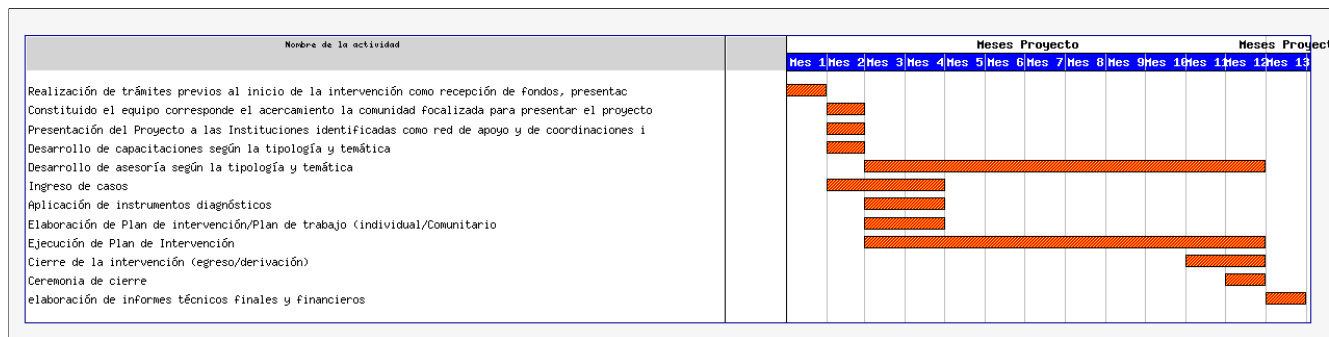 Nombre de la actividad
Meses Proyecto
Meses Proyect
Mes 1 Mes 2 Mes 3 Mes 4 Mes 5 Mes 6 Mes 7 Mes 8 Mes 9 Mes 10 Mes 11 Mes 12 Mes 13
Realización de trámites previos al inicio de la intervención como recepción de fondos, presentac
Constituido el equipo corresponde el acercamiento la comunidad focalizada para presentar el proyecto
Presentación del Proyecto a las Instituciones identificadas como red de apoyo y de coordinaciones i
Desarrollo de capacitaciones según la tipología y temática
Desarrollo de asesoría según la tipología y temática
Ingreso de casos
Aplicación de instrumentos diagnósticos
Elaboración de Plan de intervención/Plan de trabajo (individual/Comunitario
Ejecución de Plan de Intervención
Cierre de la intervención (egreso/derivación)
Ceremonia de cierre
elaboración de informes técnicos finales y financieros